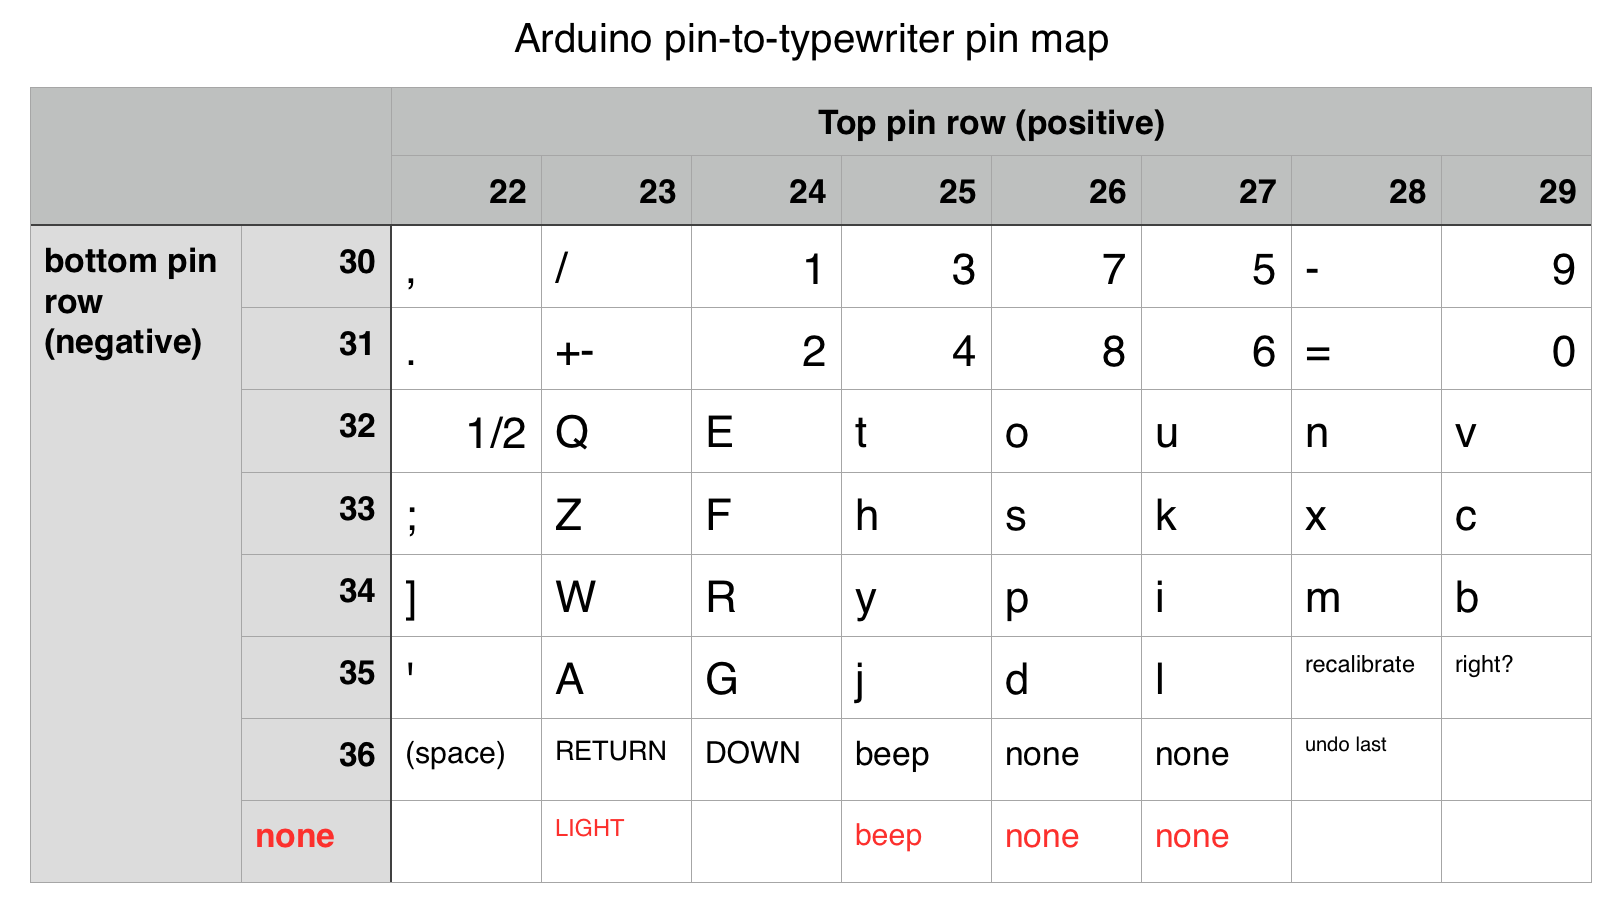 Arduino pin-to-typewriter pin map
Top pin row (positive)
22 23 24 25 26 27 28 29
bottom pin row (negative)
30 , / 1 3 7 5 - 9
31 . +- 2 4 8 6 = 0
32 1/2 Q E t o u n v
33 ; Z F h s k x c
34 ] W R y p i m b
35 ' A G j d l recalibrate right?
36 (space) RETURN DOWN beep none none undo last
none LIGHT beep none none